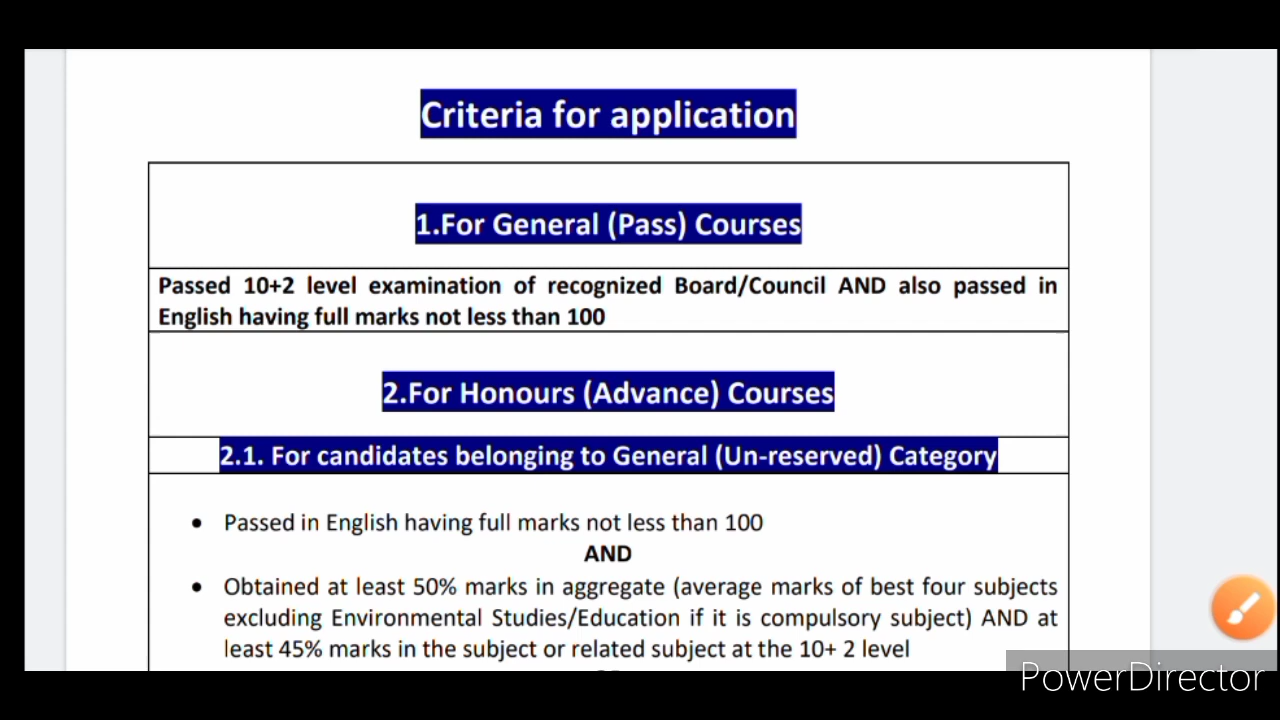 Criteria for application
1.For General (Pass) Courses
Passed 10+2 level examination of recognized Board/Council AND also passed in
English having full marks not less than 100
2.For Honours (Advance) Courses
2.1. For candidates belonging to General (Un-reserved) Category
• Passed in English having full marks not less than 100
AND
• Obtained at least 50% marks in aggregate (average marks of best four subjects
excluding Environmental Studies/Education if it is compulsory subject) AND at
least 45% marks in the subject or related subject at the 10+ 2 level
PowerDirector